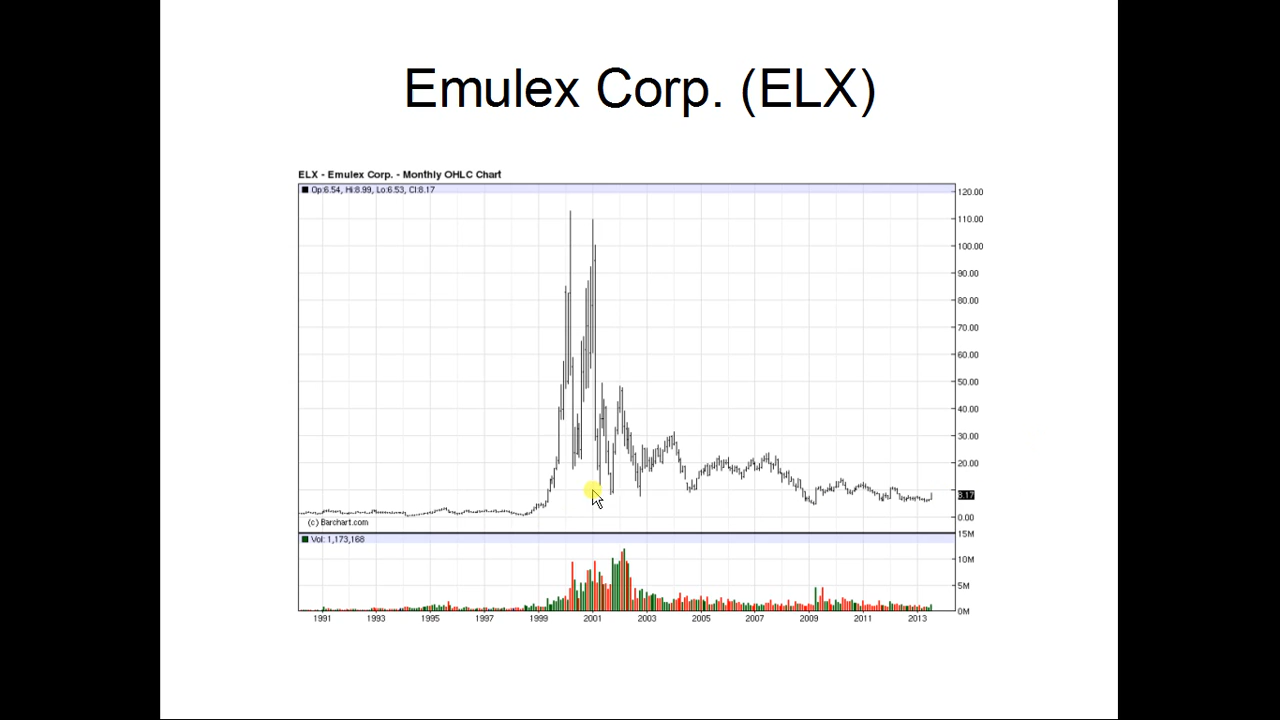 Emulex Corp. (ELX)
ELX - Emulex Corp. - Monthly OHLC Chart
Op:6.54, Hi:8.99, Lo:6.53, Cl:8.17
120.00
110.00
100.00
90.00
80.00
70.00
60.00
50.00
40.00
30.00
20.00
8.17
0.00
(c) Barchart.com
Vol: 1,173,168
15M
10M
5M
0M
1991 1993 1995 1997 1999 2001 2003 2005 2007 2009 2011 2013